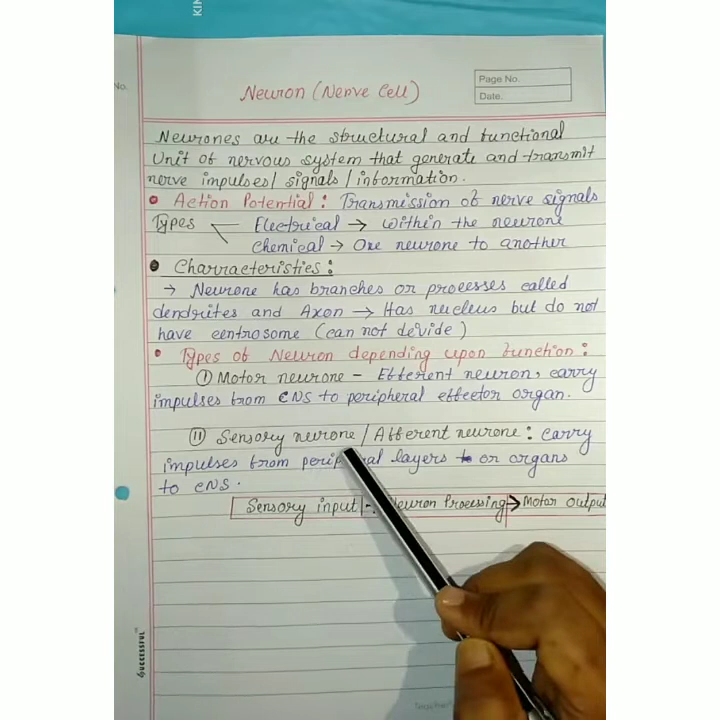 KIN
No.
Neuron (Nerve Cell)
Page No.
Date.
Neurones are the structural and functional
Unit of nervous system that generate and transmit
nerve impulses/ signals / information.
• Action Potential : Transmission of nerve signals
Types Electrical → Within the neurone
Chemical → One neurone to another
• Charracteristies :
→ Neurone has branches or processes called
dendrites and Axon → Has nucleus but do not
have centrosome (can not devide)
• Types of Neuron depending upon function :
(I) Motor neurone - Efferent neuron, carry
impulses from CNS to peripheral effector organ.
(II) Sensory neurone / Afferent neurone : Carry
impulses from layers or organs
to CNS.
Sensory input Neuron Processing → Motor output
SUCCESSFUL